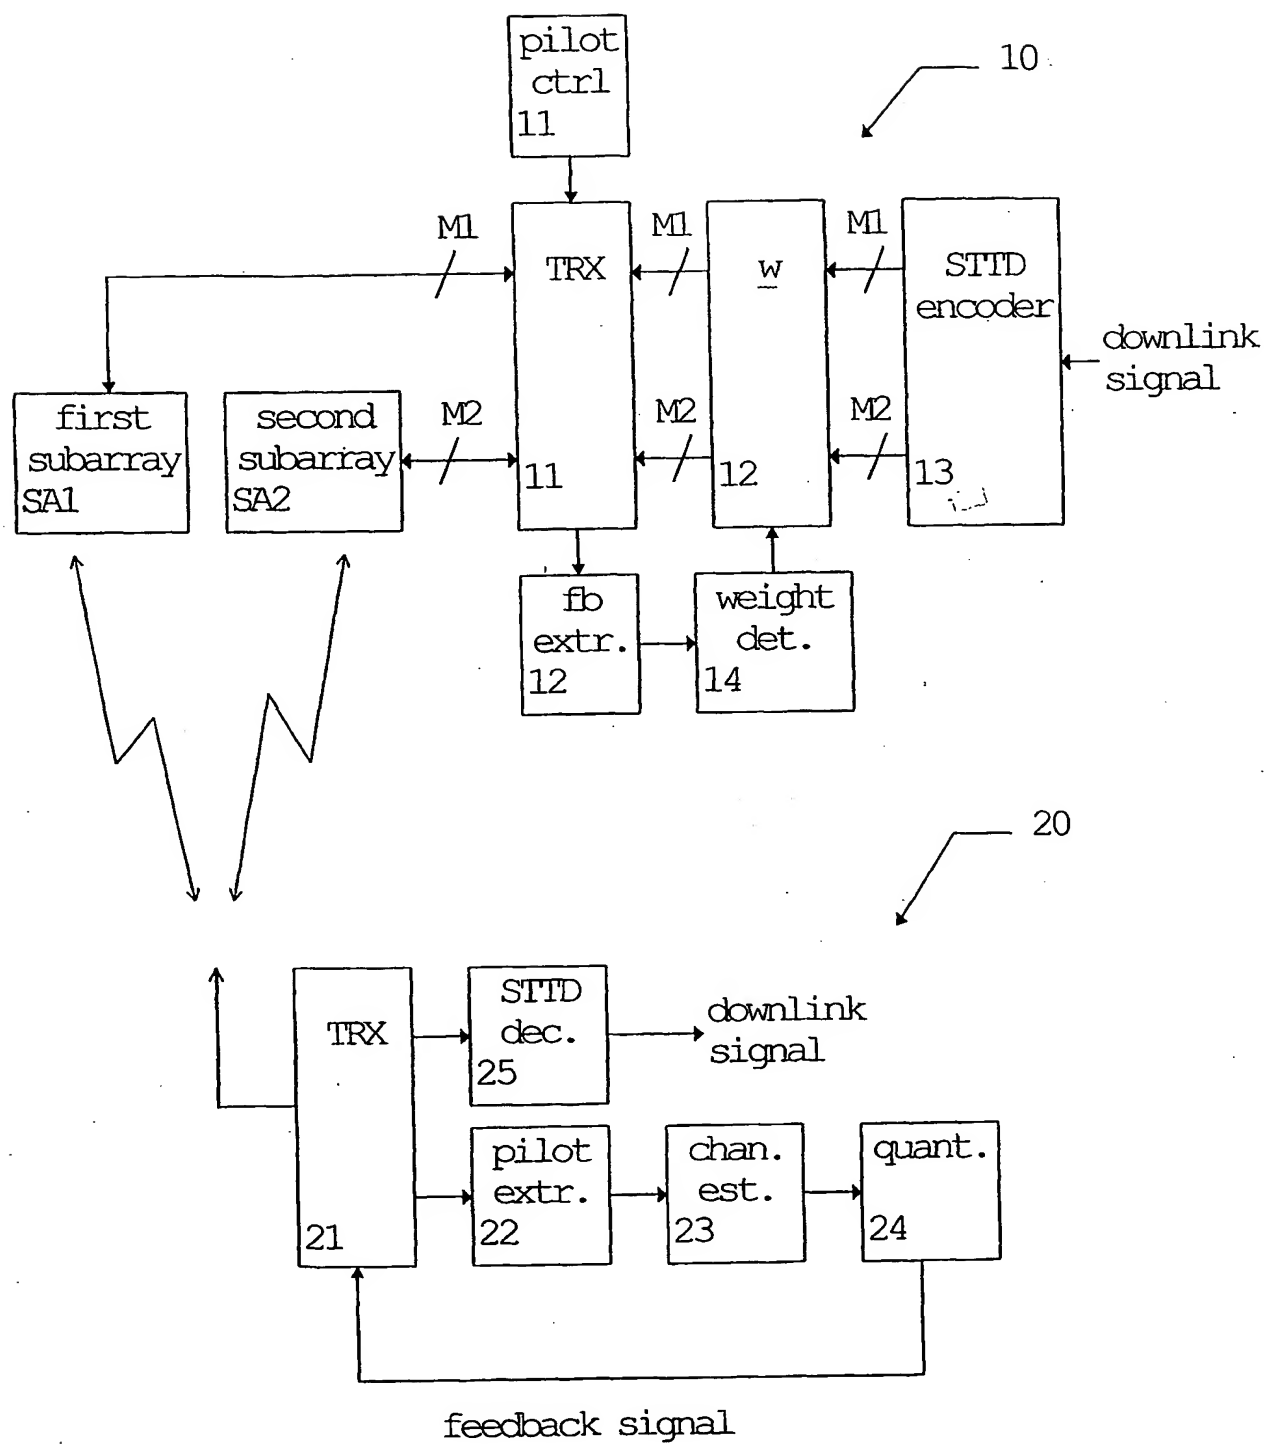 pilot
ctrl
11
10
M1
M1
M1
TRX
w
STTD
encoder
downlink
signal
first
subarray
SA1
second
subarray
SA2
M2
M2
M2
11
12
13
fb
extr.
12
weight
det.
14
20
TRX
21
STTD
dec.
25
downlink
signal
pilot
extr.
22
chan.
est.
23
quant.
24
feedback signal